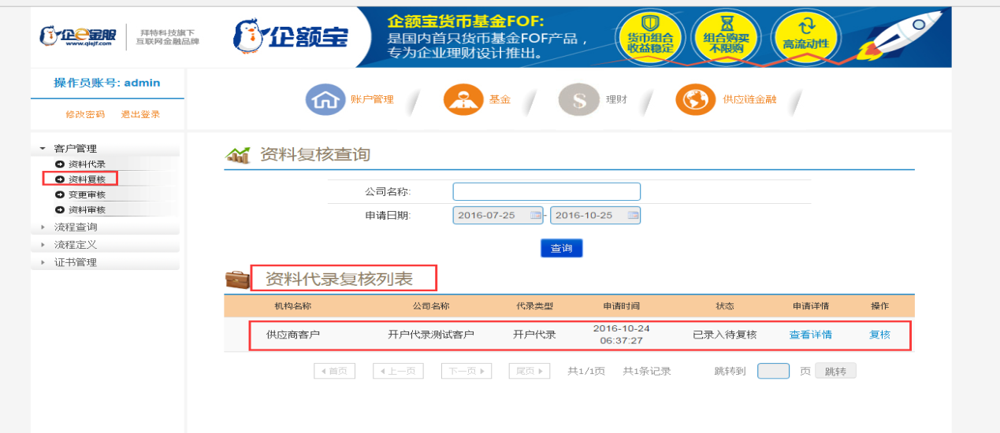 企e金服
www.qiejf.com
拜特科技旗下
互联网金融品牌
企额宝
企额宝货币基金FOF:
是国内首只货币基金FOF产品，
专为企业理财设计推出。
货币组合
收益稳定
组合购买
不限购
高流动性
操作员账号: admin
修改密码 退出登录
账户管理
基金
S
理财
供应链金融
客户管理
资料代录
资料复核
变更审核
资料审核
流程查询
流程定义
证书管理
资料复核查询
公司名称:
申请日期: 2016-07-25 - 2016-10-25
查询
资料代录复核列表
机构名称 公司名称 代录类型 申请时间 状态 申请详情 操作
供应商客户 开户代录测试客户 开户代录 2016-10-24 06:37:27 已录入待复核 查看详情 复核
首页 上一页 下一页 尾页 共1/1页 共1条记录 跳转到 页 跳转